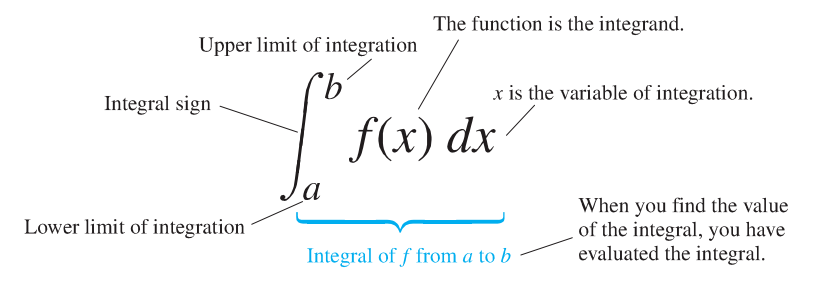 The function is the integrand.
Upper limit of integration
Integral sign
x is the variable of integration.
∫
b
a
f(x) dx
Lower limit of integration
Integral of f from a to b
When you find the value
of the integral, you have
evaluated the integral.